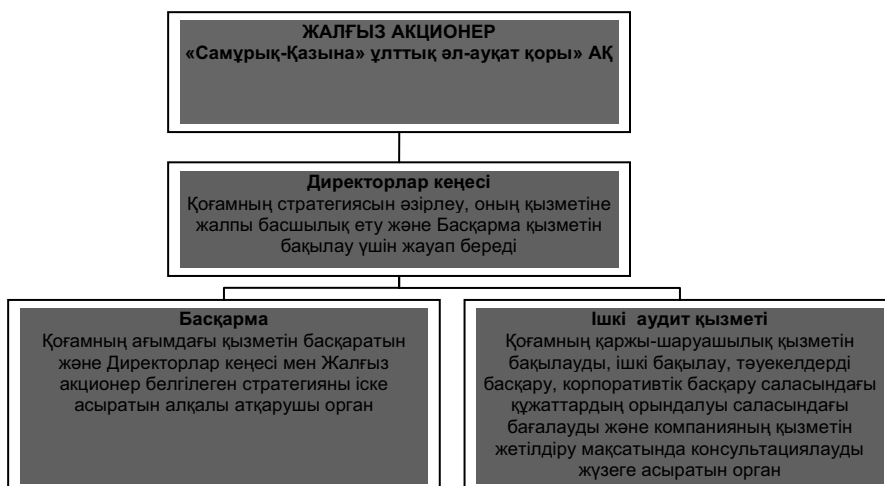 ЖАЛҒЫЗ АКЦИОНЕР
«Самұрық-Қазына» ұлттық әл-ауқат қоры» АҚ
Директорлар кеңесі
Қоғамның стратегиясын әзірлеу, оның қызметіне
жалпы басшылық ету және Басқарма қызметін
бақылау үшін жауап береді
Басқарма
Қоғамның ағымдағы қызметін басқаратын
және Директорлар кеңесі мен Жалғыз
акционер белгілеген стратегияны іске
асыратын алқалы атқарушы орган
Ішкі аудит қызметі
Қоғамның қаржы-шаруашылық қызметін
бақылауды, ішкі бақылау, тәуекелдерді
басқару, корпоративтік басқару саласындағы
құжаттардың орындалуы саласындағы
бағалауды және компанияның қызметін
жетілдіру мақсатында консультациялауды
жүзеге асыратын орган